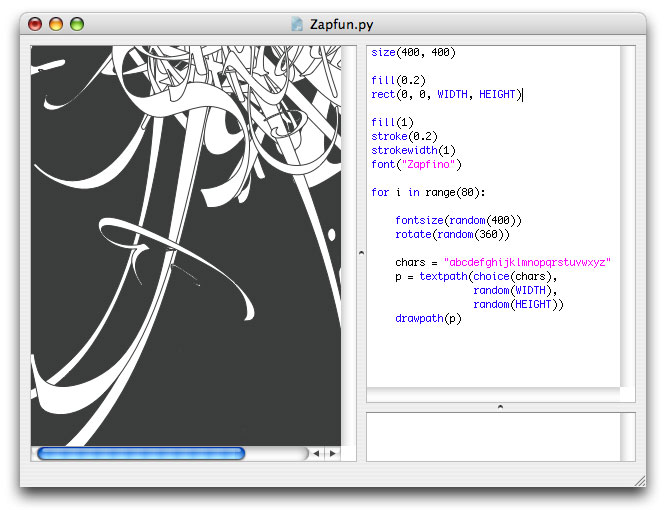 Zapfun.py
size(400, 400)
fill(0.2)
rect(0, 0, WIDTH, HEIGHT)
fill(1)
stroke(0.2)
strokewidth(1)
font("Zapfino")
for i in range(80):
fontsize(random(400))
rotate(random(360))
chars = "abcdefghijklmnopqrstuvwxyz"
p = textpath(choice(chars),
random(WIDTH),
random(HEIGHT))
drawpath(p)